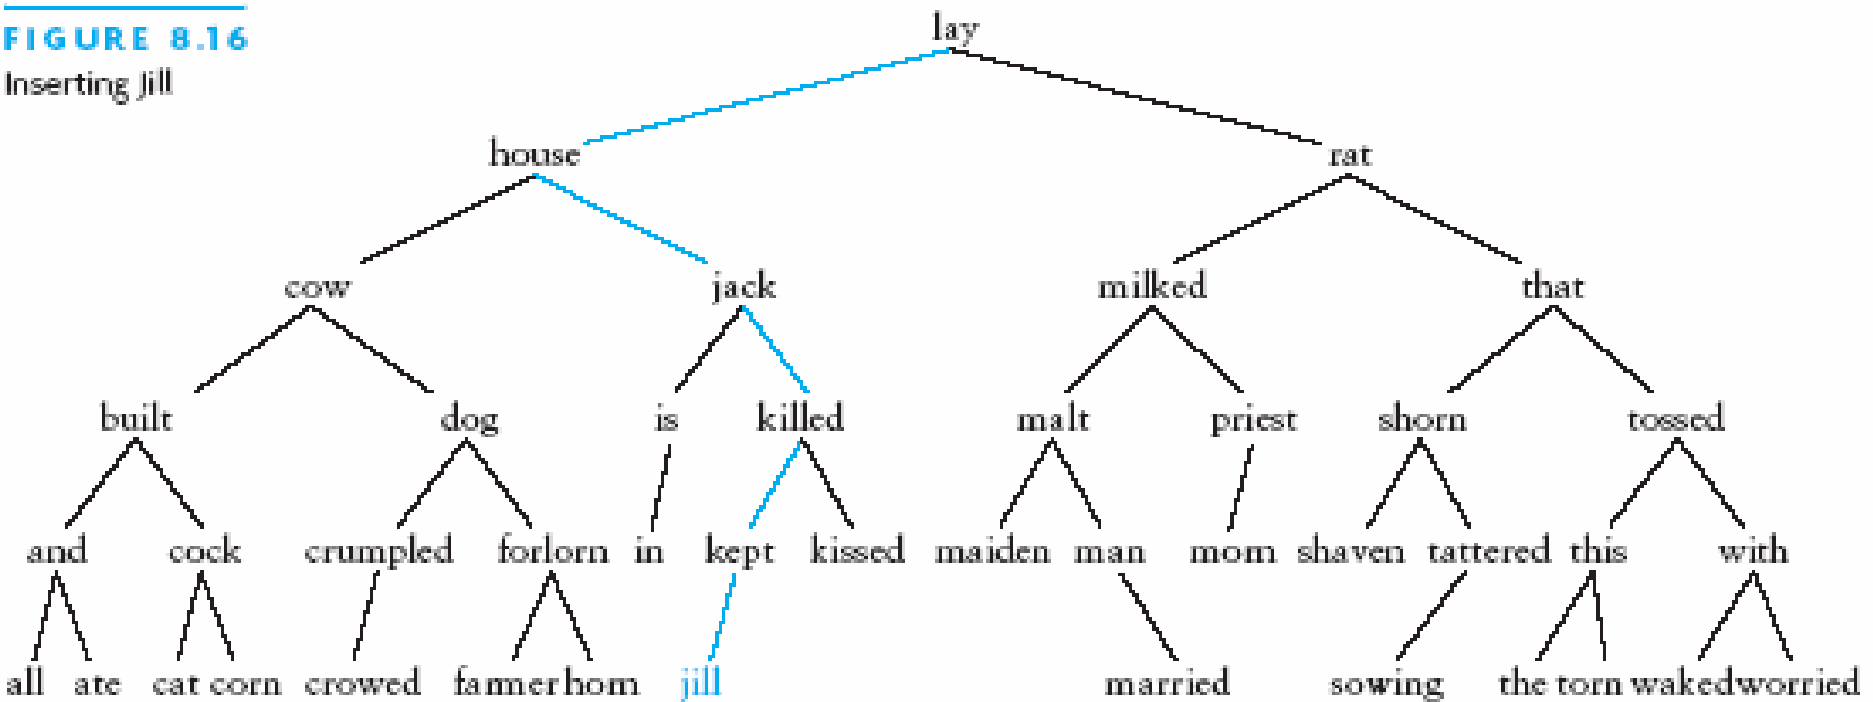 FIGURE 8.16
Inserting Jill
lay
house rat
cow jack milked that
built dog is killed malt priest shorn tossed
and cock crumpled forlorn in kept kissed maiden man mom shaven tattered this with
all ate cat corn crowed farmer horn jill married sowing the torn waked worried